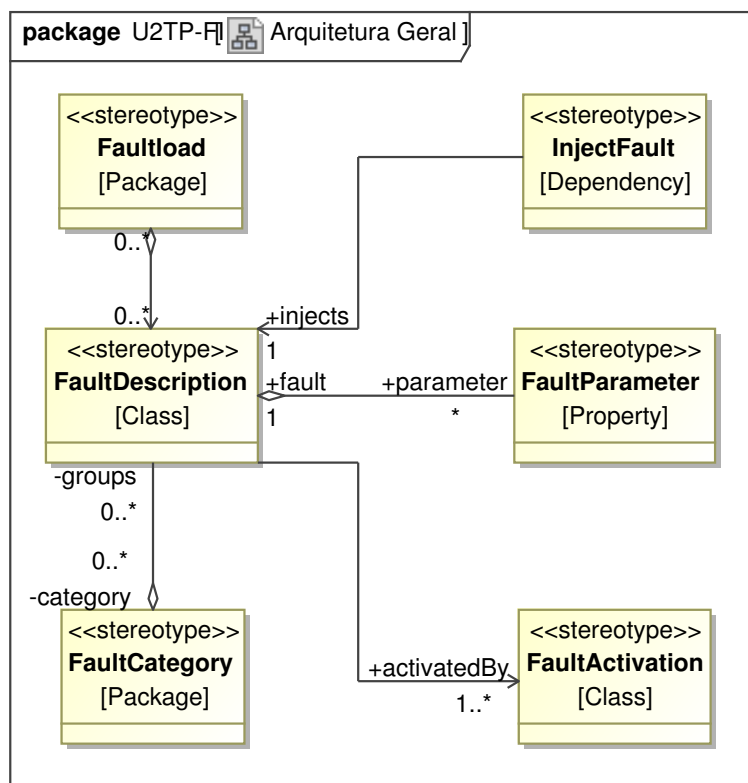 package U2TP-FI[ Arquitetura Geral ]
<<stereotype>>
Faultload
[Package]
<<stereotype>>
InjectFault
[Dependency]
0..*
0..*
+injects
1
<<stereotype>>
FaultDescription
[Class]
+fault
1
+parameter
*
<<stereotype>>
FaultParameter
[Property]
-groups
0..*
0..*
-category
<<stereotype>>
FaultCategory
[Package]
+activatedBy
1..*
<<stereotype>>
FaultActivation
[Class]